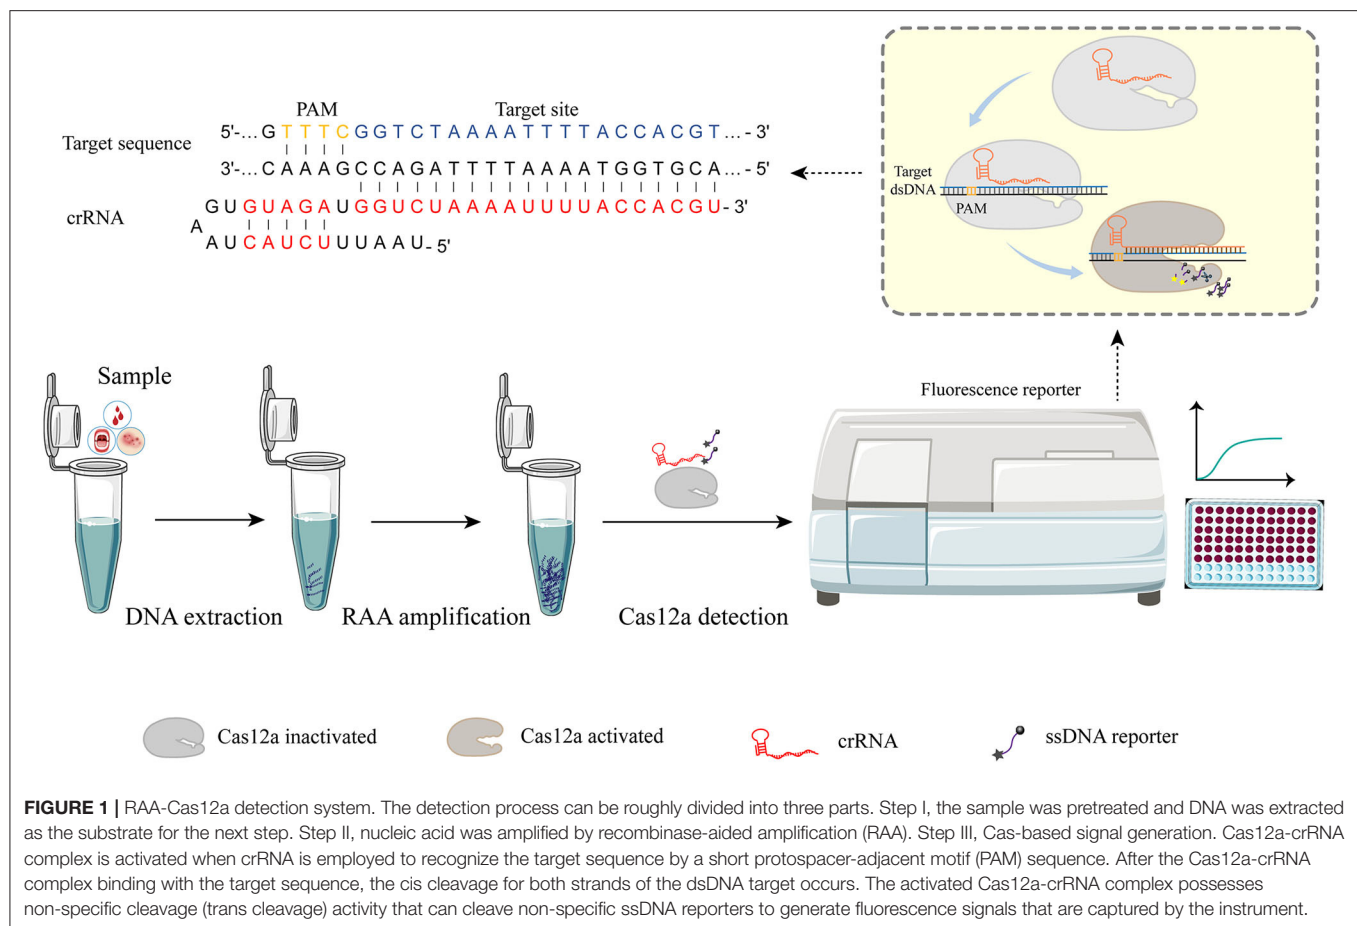 PAM Target site
Target sequence
5'-...G T T T C G G T C T A A A A T T T T A C C A C G T ...- 3'
3'-...C A A A G C C A G A T T T T A A A A T G G T G C A ...- 5'
crRNA
G U G U A G A U G G U C U A A A A U U U U A C C A C G U - 3'
A
A U C A U C U U U A A U - 5'
Target
dsDNA
PAM
Sample
Fluorescence reporter
DNA extraction
RAA amplification
Cas12a detection
Cas12a inactivated
Cas12a activated
crRNA
ssDNA reporter
FIGURE 1 | RAA-Cas12a detection system. The detection process can be roughly divided into three parts. Step I, the sample was pretreated and DNA was extracted
as the substrate for the next step. Step II, nucleic acid was amplified by recombinase-aided amplification (RAA). Step III, Cas-based signal generation. Cas12a-crRNA
complex is activated when crRNA is employed to recognize the target sequence by a short protospacer-adjacent motif (PAM) sequence. After the Cas12a-crRNA
complex binding with the target sequence, the cis cleavage for both strands of the dsDNA target occurs. The activated Cas12a-crRNA complex possesses
non-specific cleavage (trans cleavage) activity that can cleave non-specific ssDNA reporters to generate fluorescence signals that are captured by the instrument.